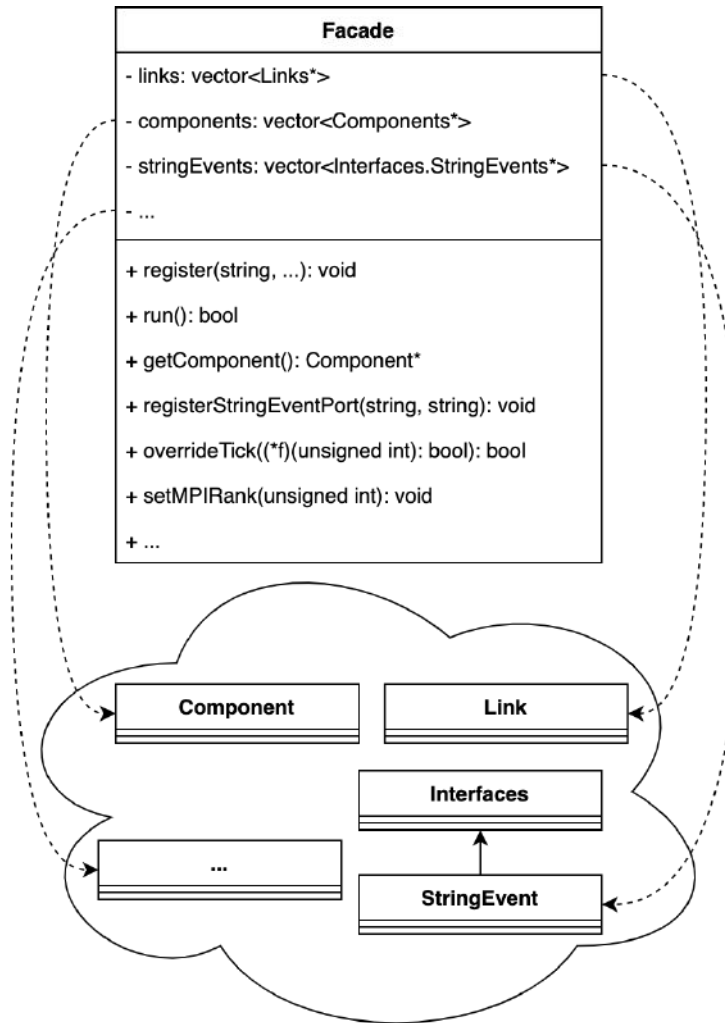 Facade
- links: vector<Links*>
- components: vector<Components*>
- stringEvents: vector<Interfaces.StringEvents*>
- ...
+ register(string, ...): void
+ run(): bool
+ getComponent(): Component*
+ registerStringEventPort(string, string): void
+ overrideTick((*f)(unsigned int): bool): bool
+ setMPIRank(unsigned int): void
+ ...
Component
Link
Interfaces
...
StringEvent